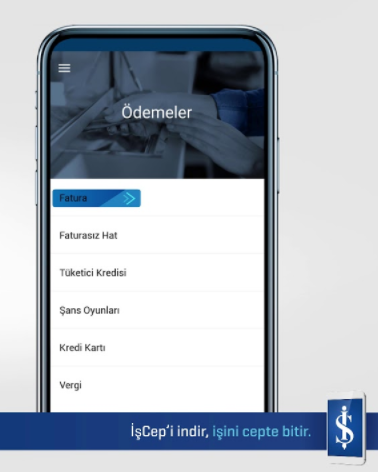 Ödemeler
Fatura
Faturasız Hat
Tüketici Kredisi
Şans Oyunları
Kredi Kartı
Vergi
İşCep'i indir, işini cepte bitir.